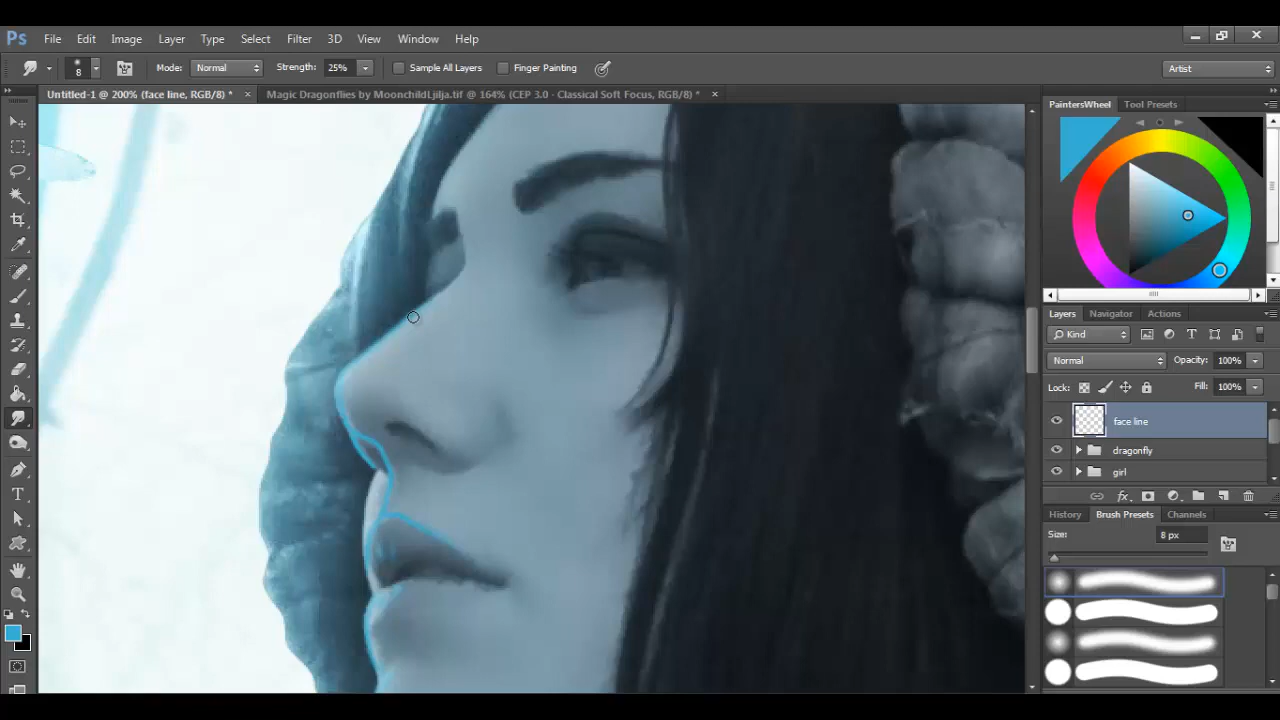 Ps File Edit Image Layer Type Select Filter 3D View Window Help
8 Mode: Normal Strength: 25% Sample All Layers Finger Painting Artist
Untitled-1 @ 200% (face line, RGB/8) * × Magic Dragonflies by MoonchildLjilja.tif @ 164% (CEP 3.0 - Classical Soft Focus, RGB/8) * ×
PaintersWheel Tool Presets
Layers Navigator Actions
Kind
Normal Opacity: 100%
Lock: Fill: 100%
face line
dragonfly
girl
fx
History Brush Presets Channels
Size: 8 px